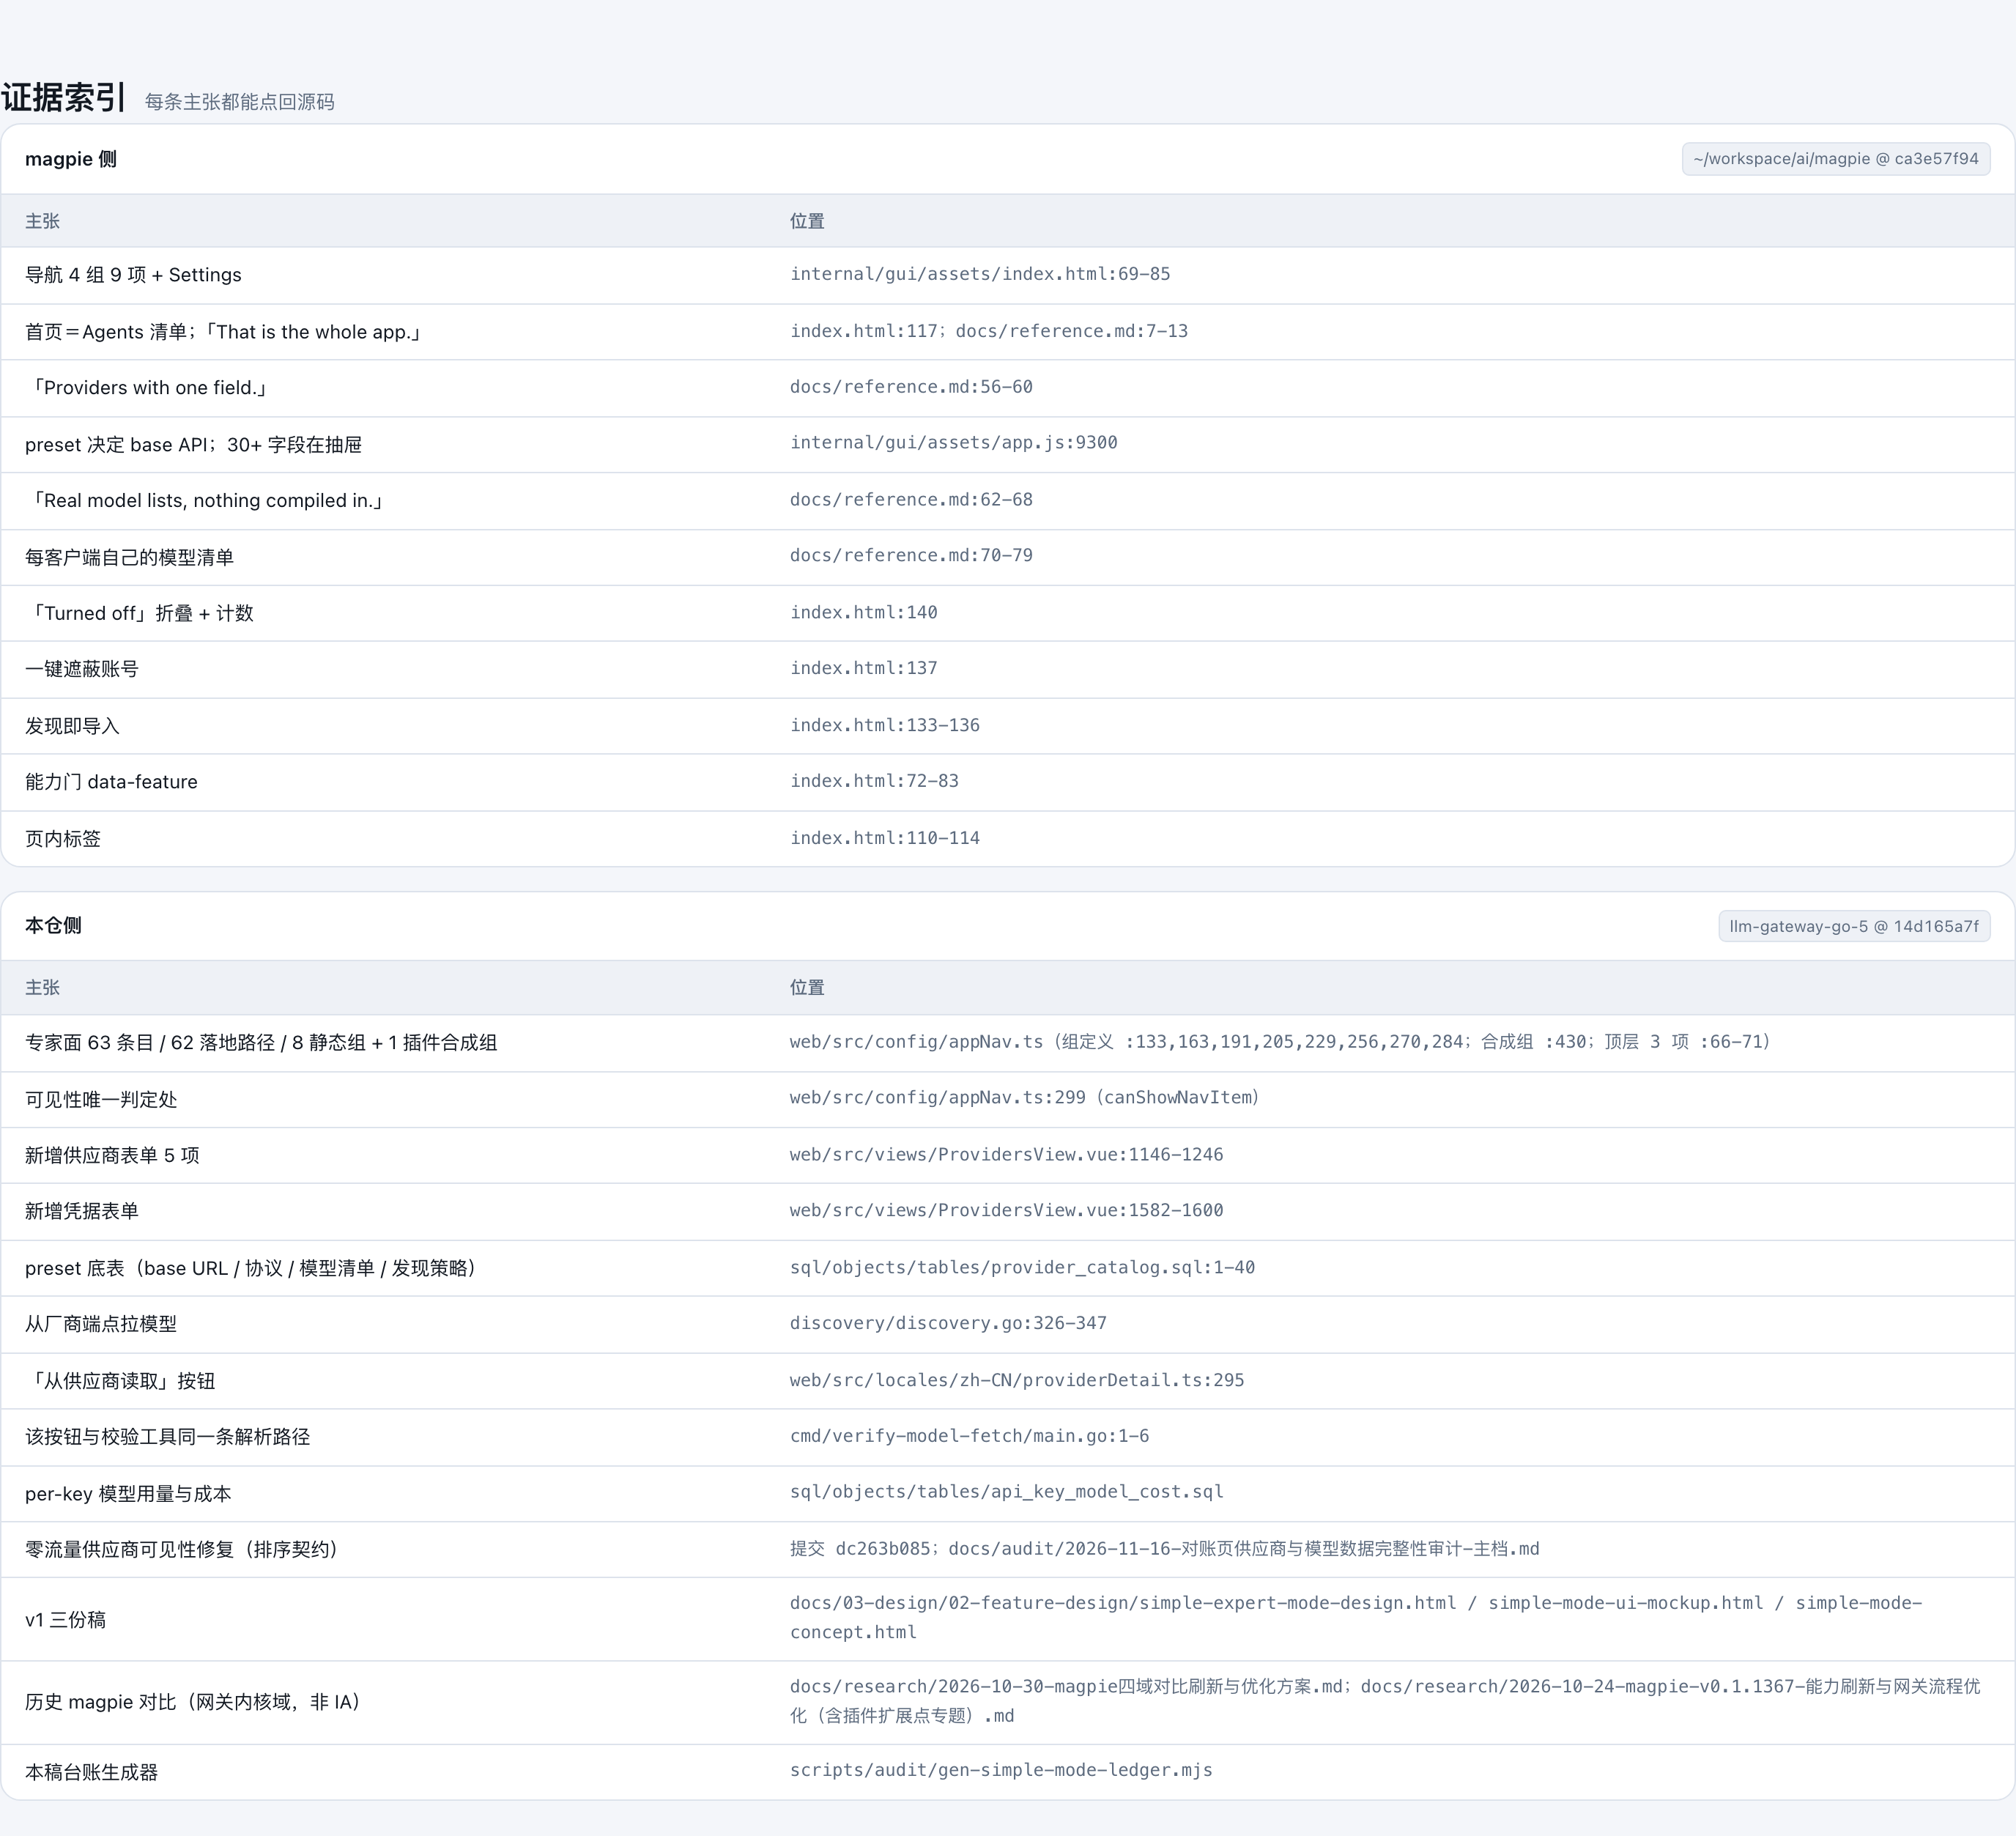 证据索引 每条主张都能点回源码
magpie 侧 ~/workspace/ai/magpie @ ca3e57f94
主张 位置
导航 4 组 9 项 + Settings internal/gui/assets/index.html:69-85
首页=Agents 清单;「That is the whole app.」 index.html:117; docs/reference.md:7-13
「Providers with one field.」 docs/reference.md:56-60
preset 决定 base API; 30+ 字段在抽屉 internal/gui/assets/app.js:9300
「Real model lists, nothing compiled in.」 docs/reference.md:62-68
每客户端自己的模型清单 docs/reference.md:70-79
「Turned off」折叠 + 计数 index.html:140
一键遮蔽账号 index.html:137
发现即导入 index.html:133-136
能力门 data-feature index.html:72-83
页内标签 index.html:110-114
本仓侧 llm-gateway-go-5 @ 14d165a7f
主张 位置
专家面 63 条目 / 62 落地路径 / 8 静态组 + 1 插件合成组 web/src/config/appNav.ts（组定义 :133,163,191,205,229,256,270,284；合成组 :430；顶层 3 项 :66-71）
可见性唯一判定处 web/src/config/appNav.ts:299（canShowNavItem）
新增供应商表单 5 项 web/src/views/ProvidersView.vue:1146-1246
新增凭据表单 web/src/views/ProvidersView.vue:1582-1600
preset 底表（base URL / 协议 / 模型清单 / 发现策略） sql/objects/tables/provider_catalog.sql:1-40
从厂商端点拉模型 discovery/discovery.go:326-347
「从供应商读取」按钮 web/src/locales/zh-CN/providerDetail.ts:295
该按钮与校验工具同一条解析路径 cmd/verify-model-fetch/main.go:1-6
per-key 模型用量与成本 sql/objects/tables/api_key_model_cost.sql
零流量供应商可见性修复（排序契约） 提交 dc263b085；docs/audit/2026-11-16-对账页供应商与模型数据完整性审计-主档.md
v1 三份稿 docs/03-design/02-feature-design/simple-expert-mode-design.html / simple-mode-ui-mockup.html / simple-mode-
concept.html
历史 magpie 对比（网关内核域，非 IA） docs/research/2026-10-30-magpie四域对比刷新与优化方案.md；docs/research/2026-10-24-magpie-v0.1.1367-能力刷新与网关流程优
化（含插件扩展点专题）.md
本稿台账生成器 scripts/audit/gen-simple-mode-ledger.mjs